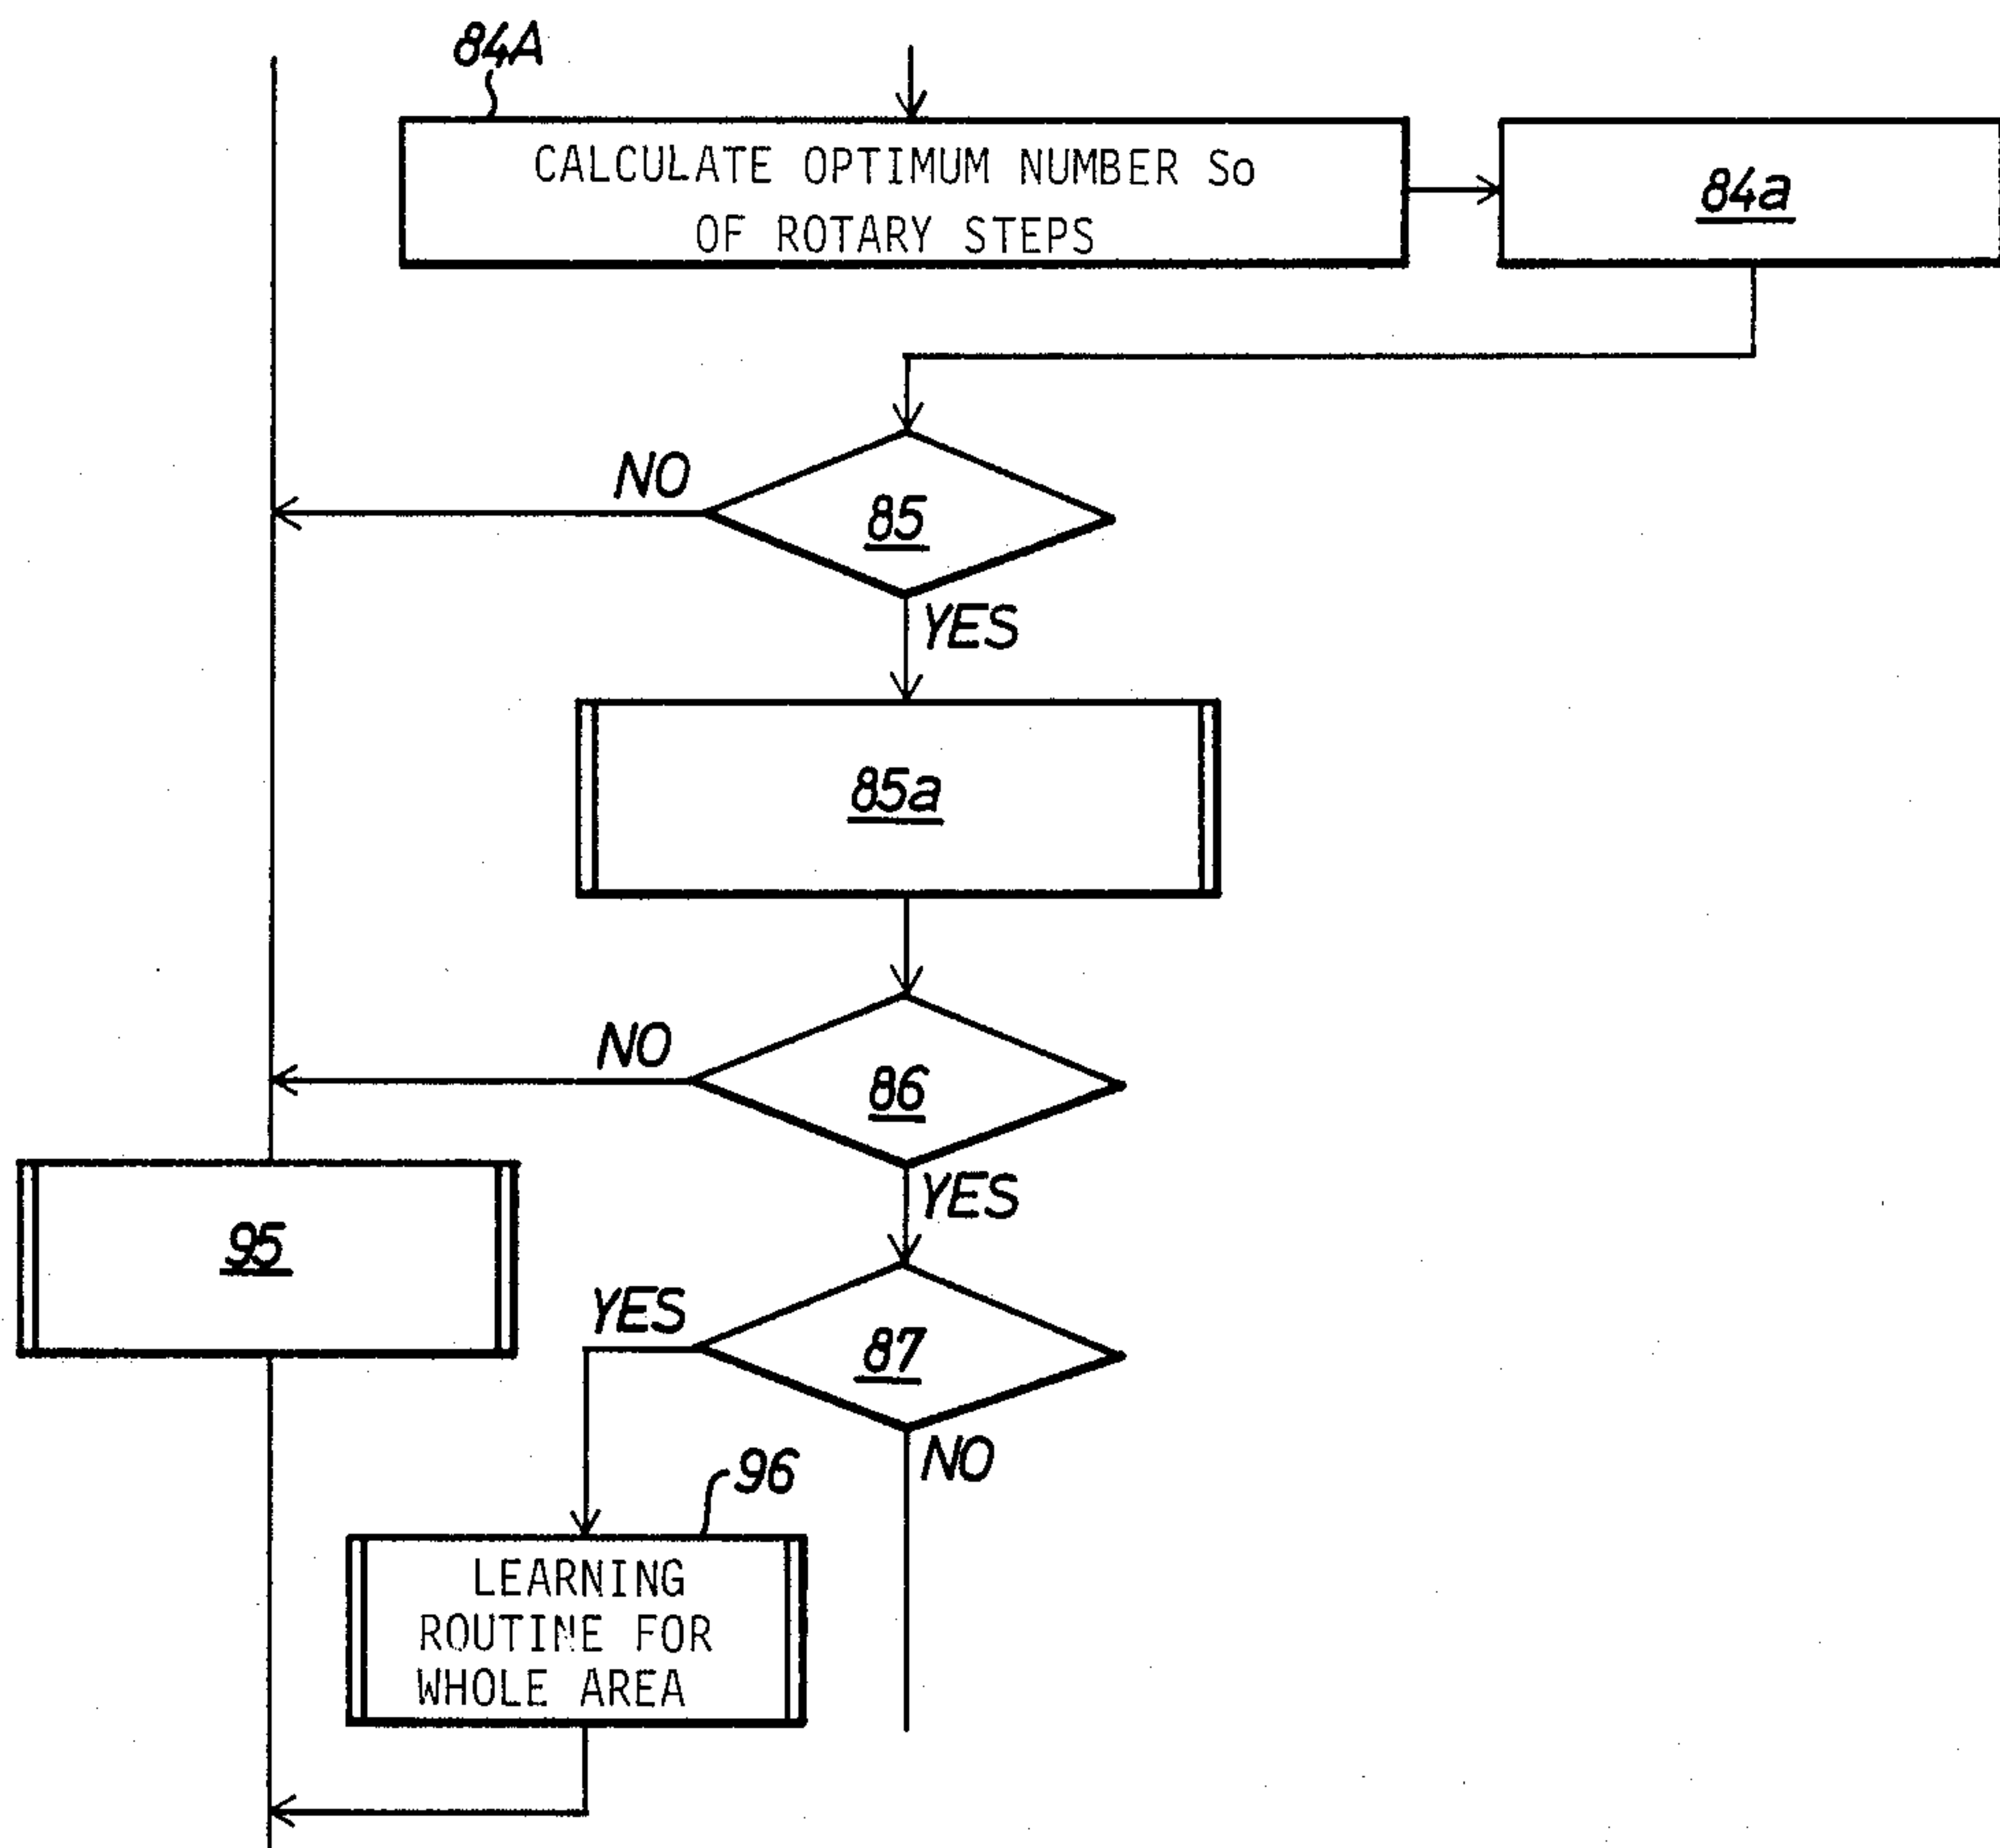 84A
CALCULATE OPTIMUM NUMBER So
OF ROTARY STEPS
84a
NO
85
YES
85a
NO
86
YES
95
YES
87
NO
96
LEARNING
ROUTINE FOR
WHOLE AREA